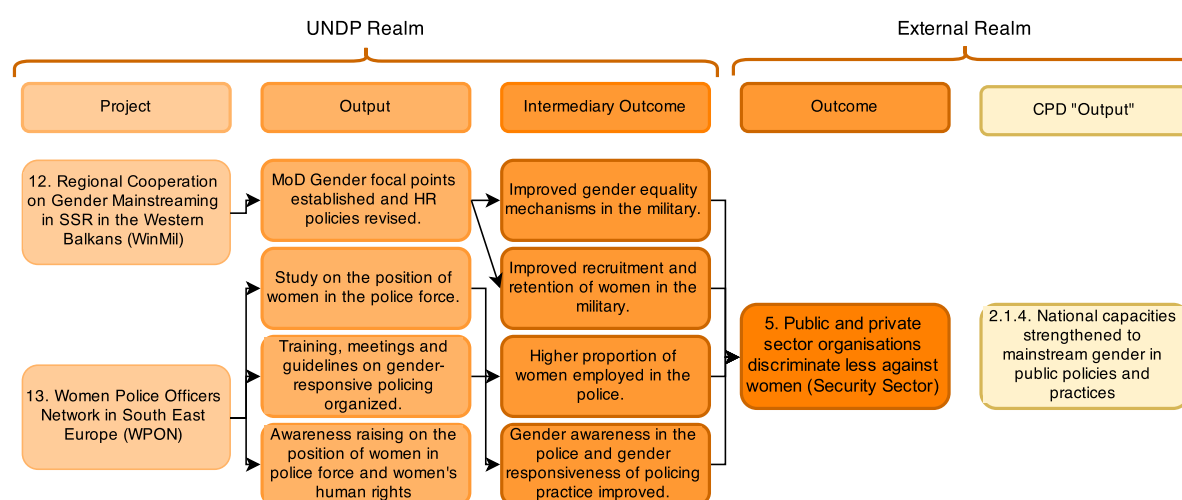 UNDP Realm
External Realm
Project
Output
Intermediary Outcome
Outcome
CPD "Output"
12. Regional Cooperation
on Gender Mainstreaming
in SSR in the Western
Balkans (WinMil)
MoD Gender focal points
established and HR
policies revised.
Improved gender equality
mechanisms in the military.
Study on the position of
women in the police force.
Improved recruitment and
retention of women in the
military.
5. Public and private
sector organisations
discriminate less against
women (Security Sector)
2.1.4. National capacities
strengthened to
mainstream gender in
public policies and
practices
13. Women Police Officers
Network in South East
Europe (WPON)
Training, meetings and
guidelines on gender-
responsive policing
organized.
Higher proportion of
women employed in the
police.
Awareness raising on the
position of women in
police force and women's
human rights
Gender awareness in the
police and gender
responsiveness of policing
practice improved.